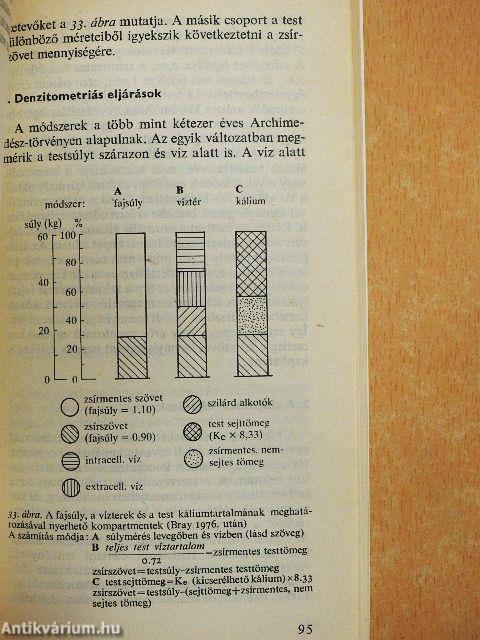 zetevőket a 33. ábra mutatja. A másik csoport a test
különböző méreteiből igyekszik következtetni a zsír-
szövet mennyiségére.
. Denzitometriás eljárások
A módszerek a több mint kétezer éves Archime-
dész-törvényen alapulnak. Az egyik változatban meg-
mérik a testsúlyt szárazon és víz alatt is. A víz alatt
A B C
módszer: fajsúly víztér kálium
súly (kg) %
60 100
80
40
60
40
20
20
0 0
zsírmentes szövet
(fajsúly = 1.10)
zsírszövet
(fajsúly = 0.90)
intracell. víz
extracell. víz
szilárd alkotók
test sejttömeg
(Ke × 8.33)
zsírmentes. nem-
sejtes tömeg
33. ábra. A fajsúly, a vízterek és a test káliumtartalmának meghatá-
rozásával nyerhető kompartmentek (Bray 1976. után)
A számítás módja: A súlymérés levegőben és vízben (lásd szöveg)
B teljes test víztartalom
0.72 =zsírmentes testtömeg
zsírszövet=testsúly–zsírmentes testtömeg
C test sejttömeg=Ke (kicserélhető kálium)×8.33
zsírszövet=testsúly–(sejttömeg+zsírmentes, nem
sejtes tömeg)
95
Antikvárium.hu